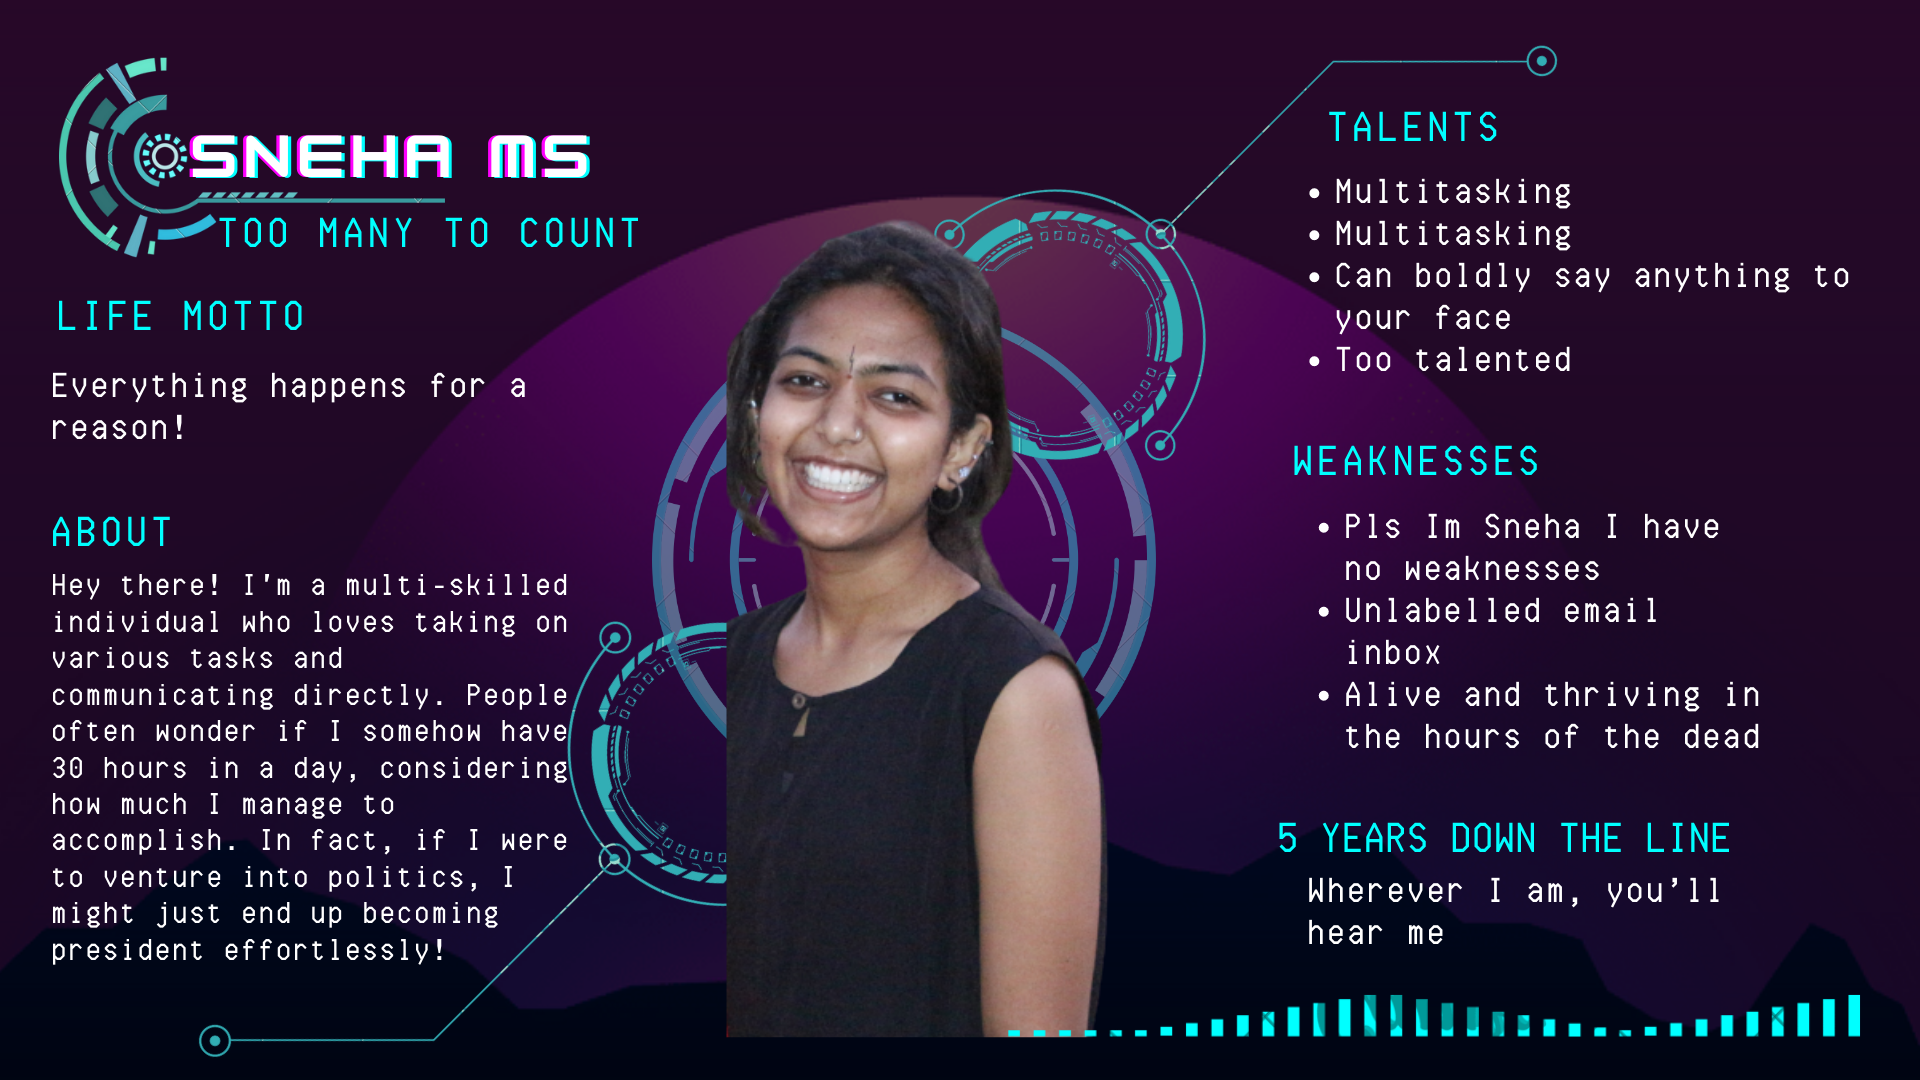 SNEHA MS
TOO MANY TO COUNT
LIFE MOTTO
Everything happens for a
reason!
ABOUT
Hey there! I'm a multi-skilled
individual who loves taking on
various tasks and
communicating directly. People
often wonder if I somehow have
30 hours in a day, considering
how much I manage to
accomplish. In fact, if I were
to venture into politics, I
might just end up becoming
president effortlessly!
TALENTS
• Multitasking
• Multitasking
• Can boldly say anything to
your face
• Too talented
WEAKNESSES
• Pls Im Sneha I have
no weaknesses
• Unlabelled email
inbox
• Alive and thriving in
the hours of the dead
5 YEARS DOWN THE LINE
Wherever I am, you’ll
hear me